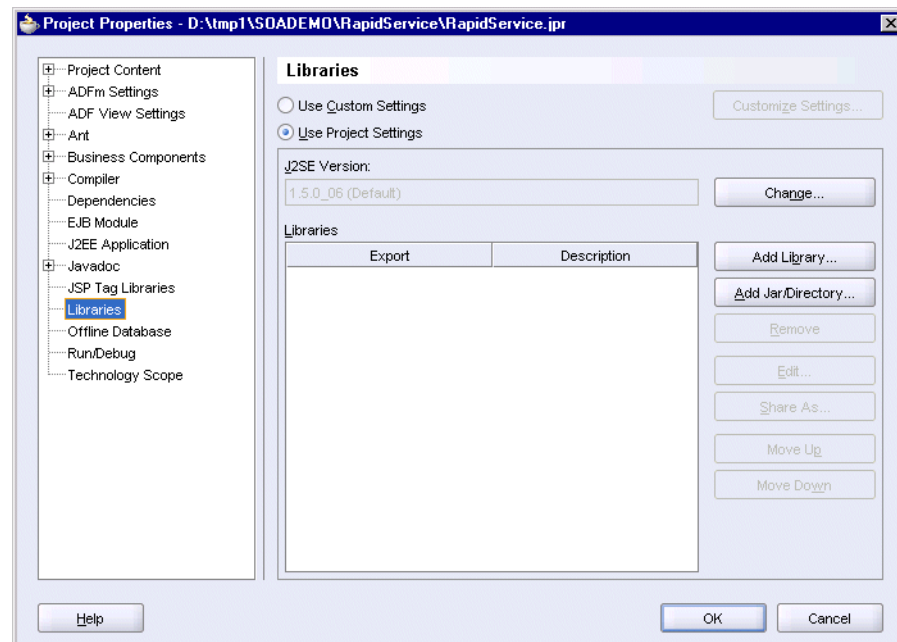 Project Properties - D:\tmp1\SOADEMO\RapidService\RapidService.jpr
Project Content
ADFm Settings
ADF View Settings
Ant
Business Components
Compiler
Dependencies
EJB Module
J2EE Application
Javadoc
JSP Tag Libraries
Libraries
Offline Database
Run/Debug
Technology Scope
Libraries
Use Custom Settings
Customize Settings...
Use Project Settings
J2SE Version:
1.5.0_06 (Default)
Change...
Libraries
Export Description
Add Library...
Add Jar/Directory...
Remove
Edit...
Share As...
Move Up
Move Down
Help
OK
Cancel